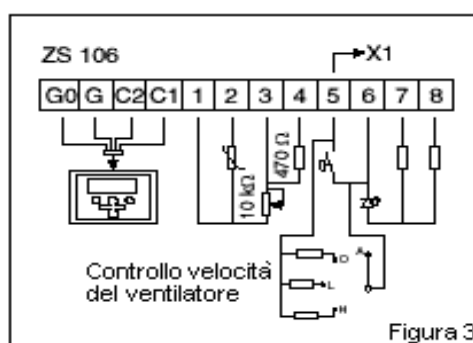 ZS 106
X1
G0 G C2 C1 1 2 3 4 5 6 7 8
10 kΩ
470 Ω
O
A
L
H
Controllo velocità
del ventilatore
Figura 3